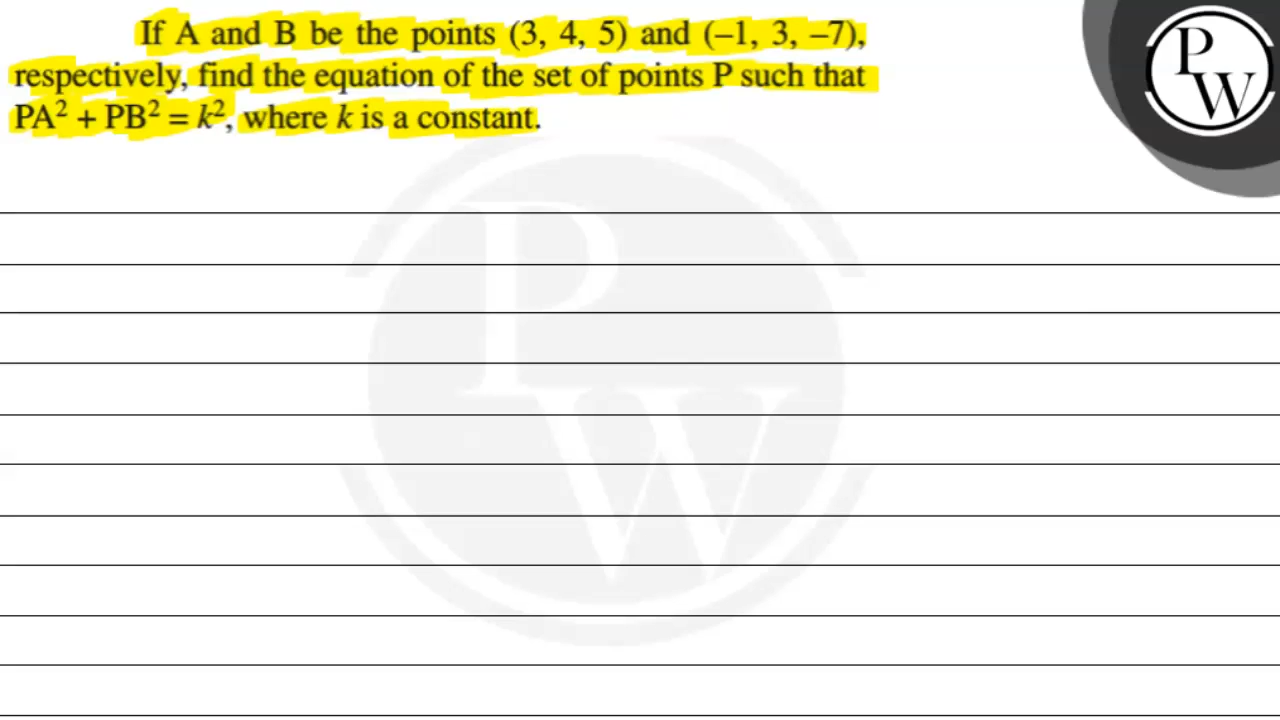 If A and B be the points (3, 4, 5) and (–1, 3, –7),
respectively, find the equation of the set of points P such that
PA² + PB² = k², where k is a constant.
P
W
P
W